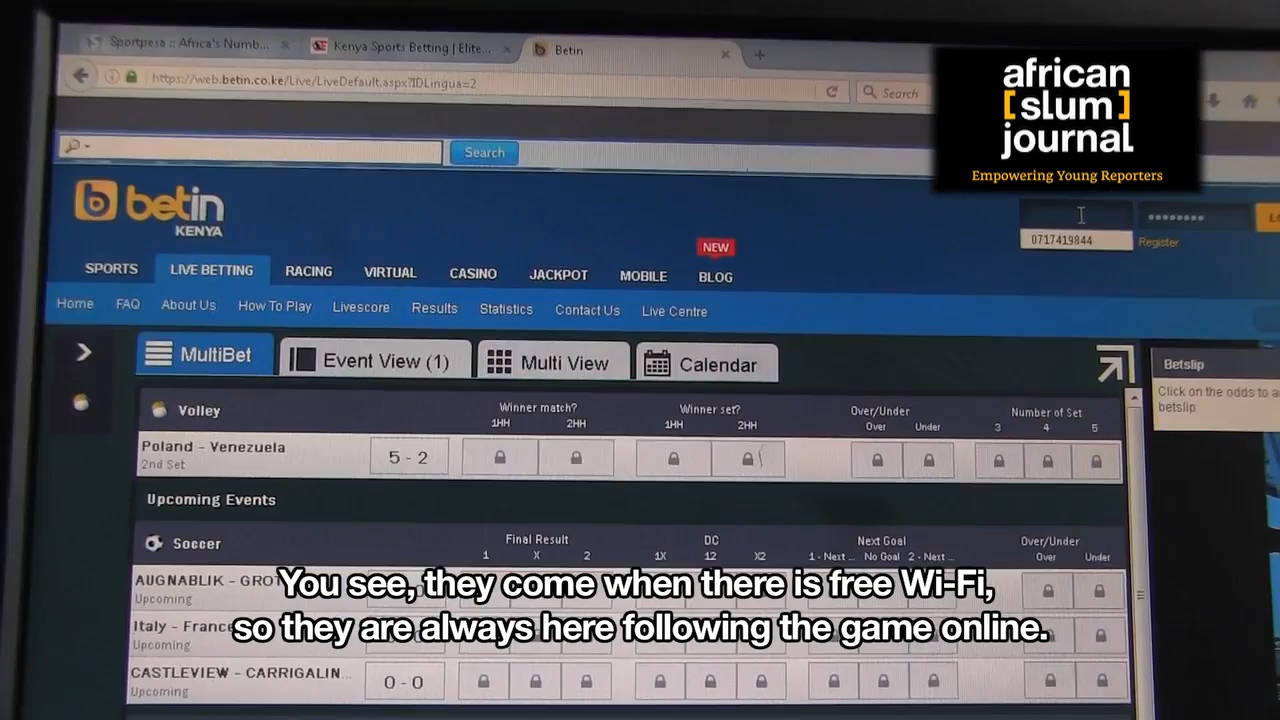 Sportpesa :: Africa's Numb...
Kenya Sports Betting | Elite...
Betin
https://web.betin.co.ke/Live/LiveDefault.aspx?IDLingua=2
Search
african
[slum]
journal
Empowering Young Reporters
Search
betin
KENYA
0717419844
Register
NEW
SPORTS
LIVE BETTING
RACING
VIRTUAL
CASINO
JACKPOT
MOBILE
BLOG
Home
FAQ
About Us
How To Play
Livescore
Results
Statistics
Contact Us
Live Centre
MultiBet
Event View (1)
Multi View
Calendar
Betslip
Click on the odds to a
betslip
Volley
Winner match?
1HH 2HH
Winner set?
1HH 2HH
Over/Under
Over Under
Number of Set
3 4 5
Poland - Venezuela
2nd Set
5 - 2
Upcoming Events
Soccer
Final Result
1 X 2
DC
1X 12 X2
Next Goal
1 - Next ... No Goal 2 - Next ...
Over/Under
Over Under
AUGNABLIK - GROT
Upcoming
Italy - France
Upcoming
CASTLEVIEW - CARRIGALIN...
Upcoming
0 - 0
You see, they come when there is free Wi-Fi,
so they are always here following the game online.